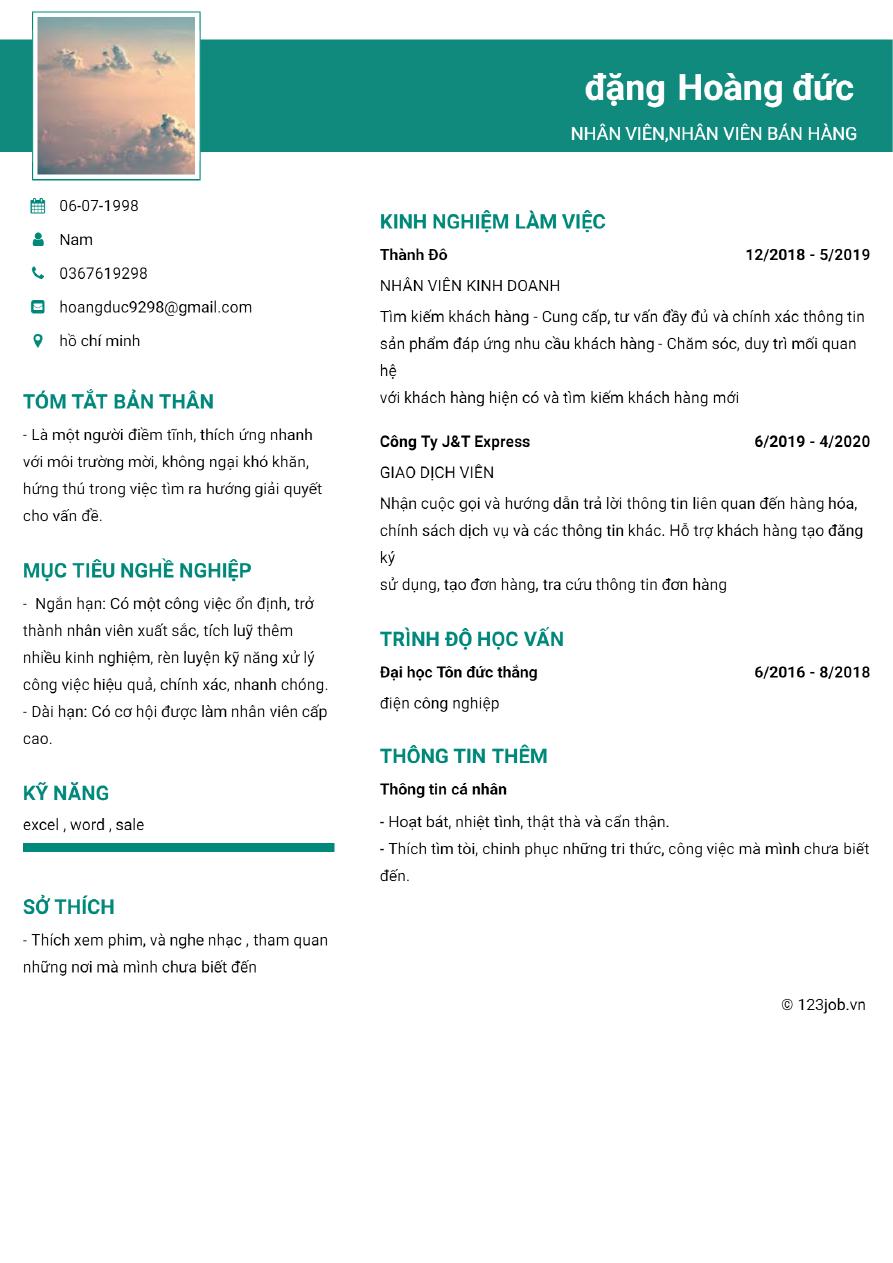 đặng Hoàng đức
NHÂN VIÊN,NHÂN VIÊN BÁN HÀNG
06-07-1998
Nam
0367619298
hoangduc9298@gmail.com
hồ chí minh
TÓM TẮT BẢN THÂN
- Là một người điềm tĩnh, thích ứng nhanh
với môi trường mời, không ngại khó khăn,
hứng thú trong việc tìm ra hướng giải quyết
cho vấn đề.
MỤC TIÊU NGHỀ NGHIỆP
- Ngắn hạn: Có một công việc ổn định, trở
thành nhân viên xuất sắc, tích luỹ thêm
nhiều kinh nghiệm, rèn luyện kỹ năng xử lý
công việc hiệu quả, chính xác, nhanh chóng.
- Dài hạn: Có cơ hội được làm nhân viên cấp
cao.
KỸ NĂNG
excel , word , sale
SỞ THÍCH
- Thích xem phim, và nghe nhạc , tham quan
những nơi mà mình chưa biết đến
KINH NGHIỆM LÀM VIỆC
Thành Đô 12/2018 - 5/2019
NHÂN VIÊN KINH DOANH
Tìm kiếm khách hàng - Cung cấp, tư vấn đầy đủ và chính xác thông tin
sản phẩm đáp ứng nhu cầu khách hàng - Chăm sóc, duy trì mối quan
hệ
với khách hàng hiện có và tìm kiếm khách hàng mới
Công Ty J&T Express 6/2019 - 4/2020
GIAO DỊCH VIÊN
Nhận cuộc gọi và hướng dẫn trả lời thông tin liên quan đến hàng hóa,
chính sách dịch vụ và các thông tin khác. Hỗ trợ khách hàng tạo đăng
ký
sử dụng, tạo đơn hàng, tra cứu thông tin đơn hàng
TRÌNH ĐỘ HỌC VẤN
Đại học Tôn đức thắng 6/2016 - 8/2018
điện công nghiệp
THÔNG TIN THÊM
Thông tin cá nhân
- Hoạt bát, nhiệt tình, thật thà và cẩn thận.
- Thích tìm tòi, chinh phục những tri thức, công việc mà mình chưa biết
đến.
© 123job.vn